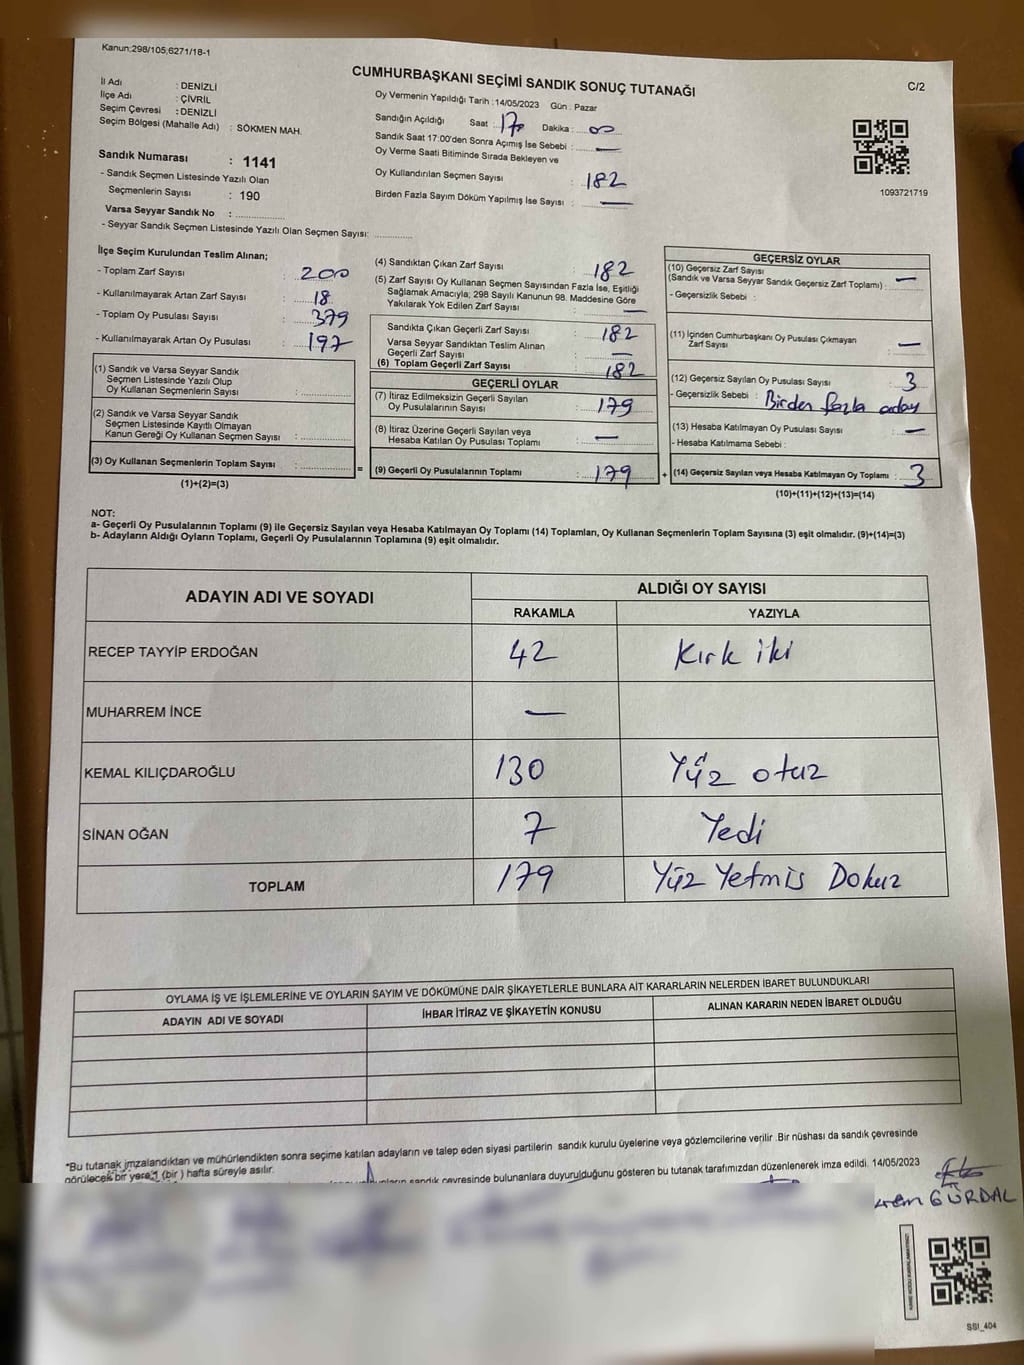 Kanun:298/105,6271/18-1
CUMHURBAŞKANI SEÇİMİ SANDIK SONUÇ TUTANAĞI
C/2
İl Adı : DENİZLİ
İlçe Adı : ÇİVRİL
Seçim Çevresi : DENİZLİ
Seçim Bölgesi (Mahalle Adı) : SÖKMEN MAH.
Sandık Numarası : 1141
- Sandık Seçmen Listesinde Yazılı Olan
Seçmenlerin Sayısı : 190
Varsa Seyyar Sandık No :
- Seyyar Sandık Seçmen Listesinde Yazılı Olan Seçmen Sayısı:
Oy Vermenin Yapıldığı Tarih :14/05/2023 Gün : Pazar
Sandığın Açıldığı Saat : 17 Dakika : 00
Sandık Saat 17:00'den Sonra Açımış İse Sebebi : —
Oy Verme Saati Bitiminde Sırada Bekleyen ve
Oy Kullandırılan Seçmen Sayısı : 182
Birden Fazla Sayım Döküm Yapılmış İse Sayısı : —
1093721719
İlçe Seçim Kurulundan Teslim Alınan;
- Toplam Zarf Sayısı : 200
- Kullanılmayarak Artan Zarf Sayısı : 18
- Toplam Oy Pusulası Sayısı : 379
- Kullanılmayarak Artan Oy Pusulası : 197
(1) Sandık ve Varsa Seyyar Sandık
Seçmen Listesinde Yazılı Olup
Oy Kullanan Seçmenlerin Sayısı :
(2) Sandık ve Varsa Seyyar Sandık
Seçmen Listesinde Kayıtlı Olmayan
Kanun Gereği Oy Kullanan Seçmen Sayısı :
(3) Oy Kullanan Seçmenlerin Toplam Sayısı : =
(1)+(2)=(3)
(4) Sandıktan Çıkan Zarf Sayısı : 182
(5) Zarf Sayısı Oy Kullanan Seçmen Sayısından Fazla İse, Eşitliği
Sağlamak Amacıyla; 298 Sayılı Kanunun 98. Maddesine Göre
Yakılarak Yok Edilen Zarf Sayısı : —
Sandıkta Çıkan Geçerli Zarf Sayısı : 182
Varsa Seyyar Sandıktan Teslim Alınan
Geçerli Zarf Sayısı : —
(6) Toplam Geçerli Zarf Sayısı : 182
GEÇERLİ OYLAR
(7) İtiraz Edilmeksizin Geçerli Sayılan
Oy Pusulalarının Sayısı : 179
(8) İtiraz Üzerine Geçerli Sayılan veya
Hesaba Katılan Oy Pusulası Toplamı : —
(9) Geçerli Oy Pusulalarının Toplamı : 179 +
GEÇERSİZ OYLAR
(10) Geçersiz Zarf Sayısı
(Sandık ve Varsa Seyyar Sandık Geçersiz Zarf Toplamı) : —
- Geçersizlik Sebebi :
(11) İçinden Cumhurbaşkanı Oy Pusulası Çıkmayan
Zarf Sayısı : —
(12) Geçersiz Sayılan Oy Pusulası Sayısı : 3
- Geçersizlik Sebebi : Birden fazla aday
(13) Hesaba Katılmayan Oy Pusulası Sayısı : —
- Hesaba Katılmama Sebebi :
(14) Geçersiz Sayılan veya Hesaba Katılmayan Oy Toplamı : 3
(10)+(11)+(12)+(13)=(14)
NOT:
a- Geçerli Oy Pusulalarının Toplamı (9) ile Geçersiz Sayılan veya Hesaba Katılmayan Oy Toplamı (14) Toplamları, Oy Kullanan Seçmenlerin Toplam Sayısına (3) eşit olmalıdır. (9)+(14)=(3)
b- Adayların Aldığı Oyların Toplamı, Geçerli Oy Pusulalarının Toplamına (9) eşit olmalıdır.
ADAYIN ADI VE SOYADI ALDIĞI OY SAYISI
RAKAMLA YAZIYLA
RECEP TAYYİP ERDOĞAN 42 Kırk iki
MUHARREM İNCE —
KEMAL KILIÇDAROĞLU 130 Yüz otuz
SİNAN OĞAN 7 Yedi
TOPLAM 179 Yüz Yetmis Dokuz
OYLAMA İŞ VE İŞLEMLERİNE VE OYLARIN SAYIM VE DÖKÜMÜNE DAİR ŞİKAYETLERLE BUNLARA AİT KARARLARIN NELERDEN İBARET BULUNDUKLARI
ADAYIN ADI VE SOYADI İHBAR İTİRAZ VE ŞİKAYETİN KONUSU ALINAN KARARIN NEDEN İBARET OLDUĞU
*Bu tutanak imzalandıktan ve mühürlendikten sonra seçime katılan adayların ve talep eden siyasi partilerin sandık kurulu üyelerine veya gözlemcilerine verilir .Bir nüshası da sandık çevresinde
görülecek bir yere 1 (bir ) hafta süreyle asılır.
sandık çevresinde bulunanlara duyurulduğunu gösteren bu tutanak tarafımızdan düzenlenerek imza edildi. 14/05/2023
GÜRDAL
SSI_404